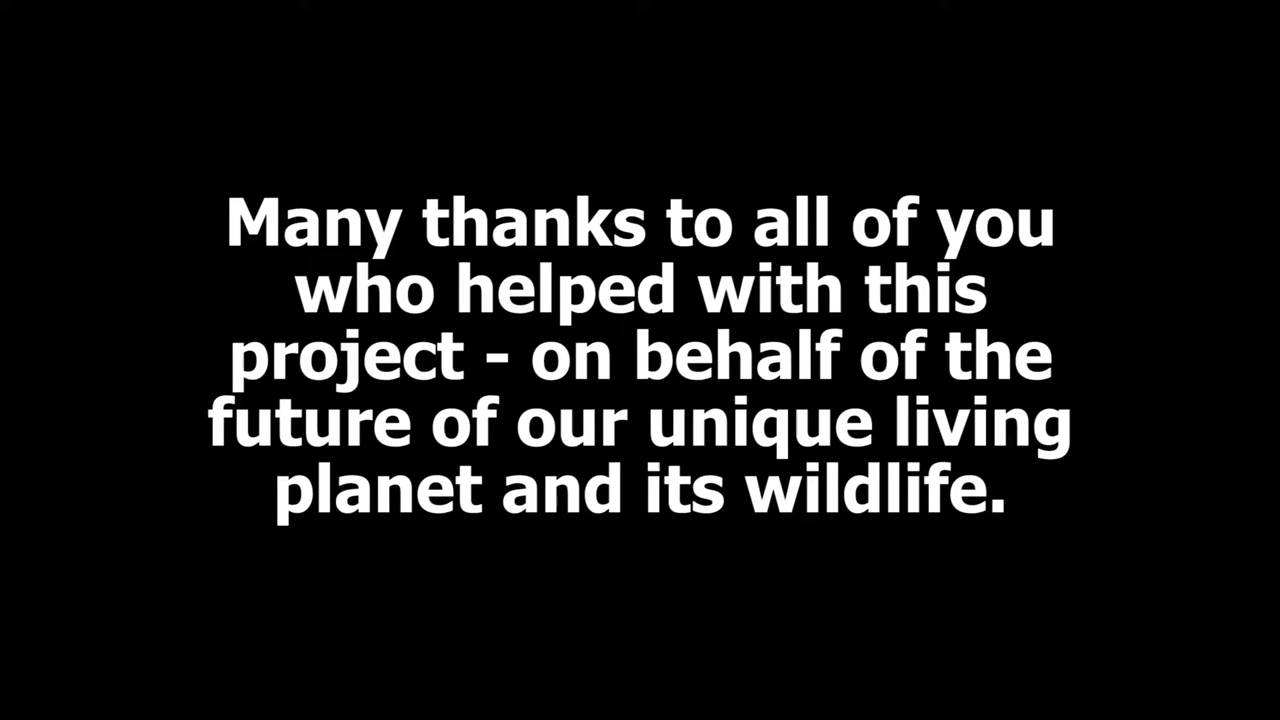 Many thanks to all of you
who helped with this
project - on behalf of the
future of our unique living
planet and its wildlife.